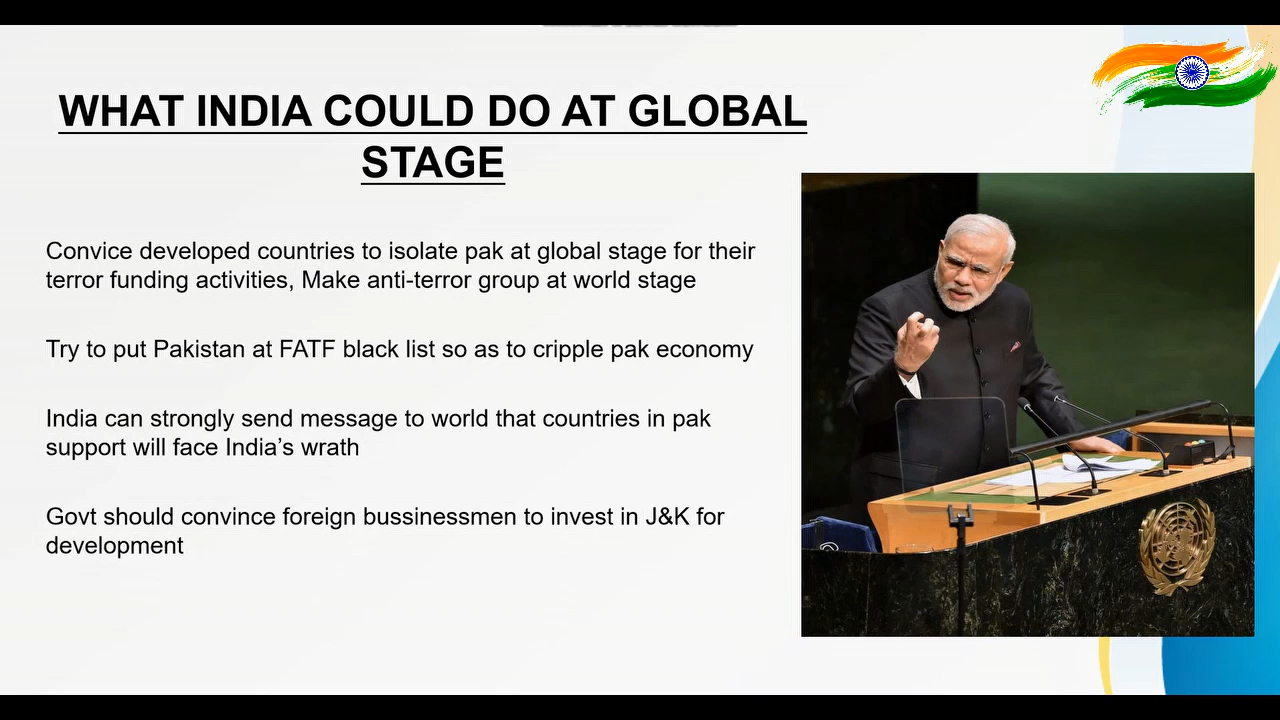 WHAT INDIA COULD DO AT GLOBAL
STAGE
Convice developed countries to isolate pak at global stage for their
terror funding activities, Make anti-terror group at world stage
Try to put Pakistan at FATF black list so as to cripple pak economy
India can strongly send message to world that countries in pak
support will face India’s wrath
Govt should convince foreign bussinessmen to invest in J&K for
development